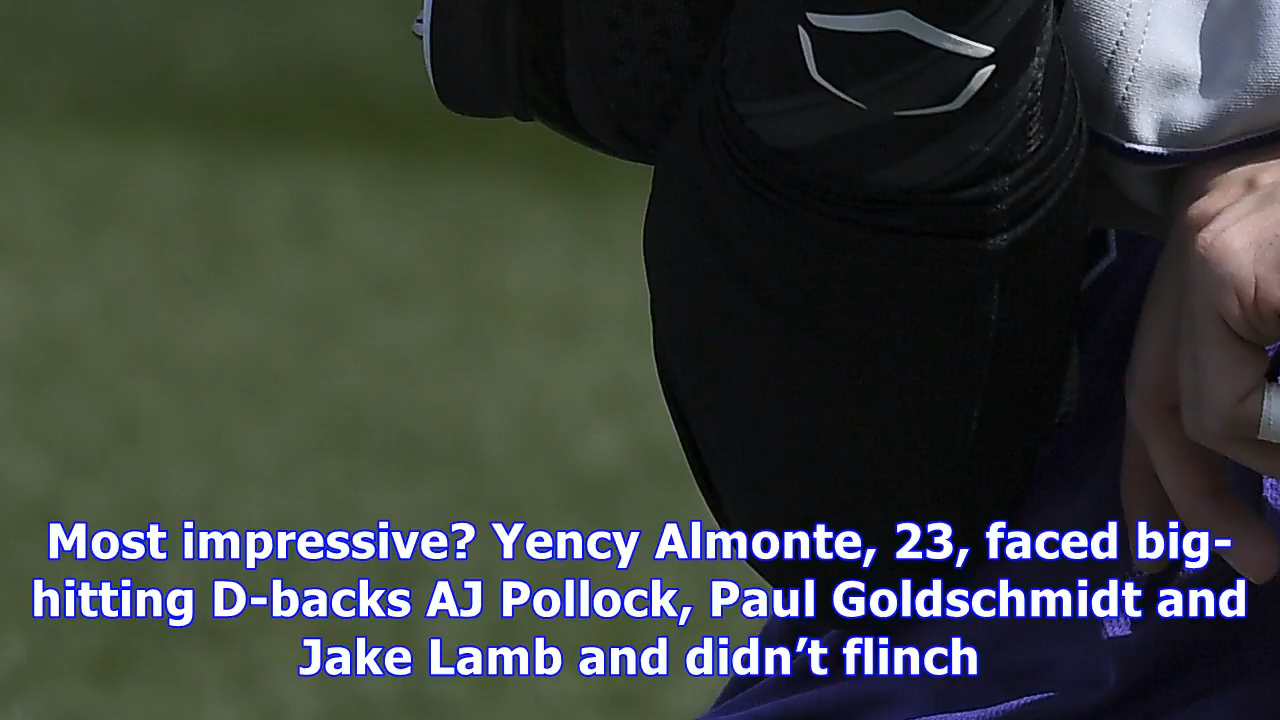 Most impressive? Yency Almonte, 23, faced big-
hitting D-backs AJ Pollock, Paul Goldschmidt and
Jake Lamb and didn’t flinch